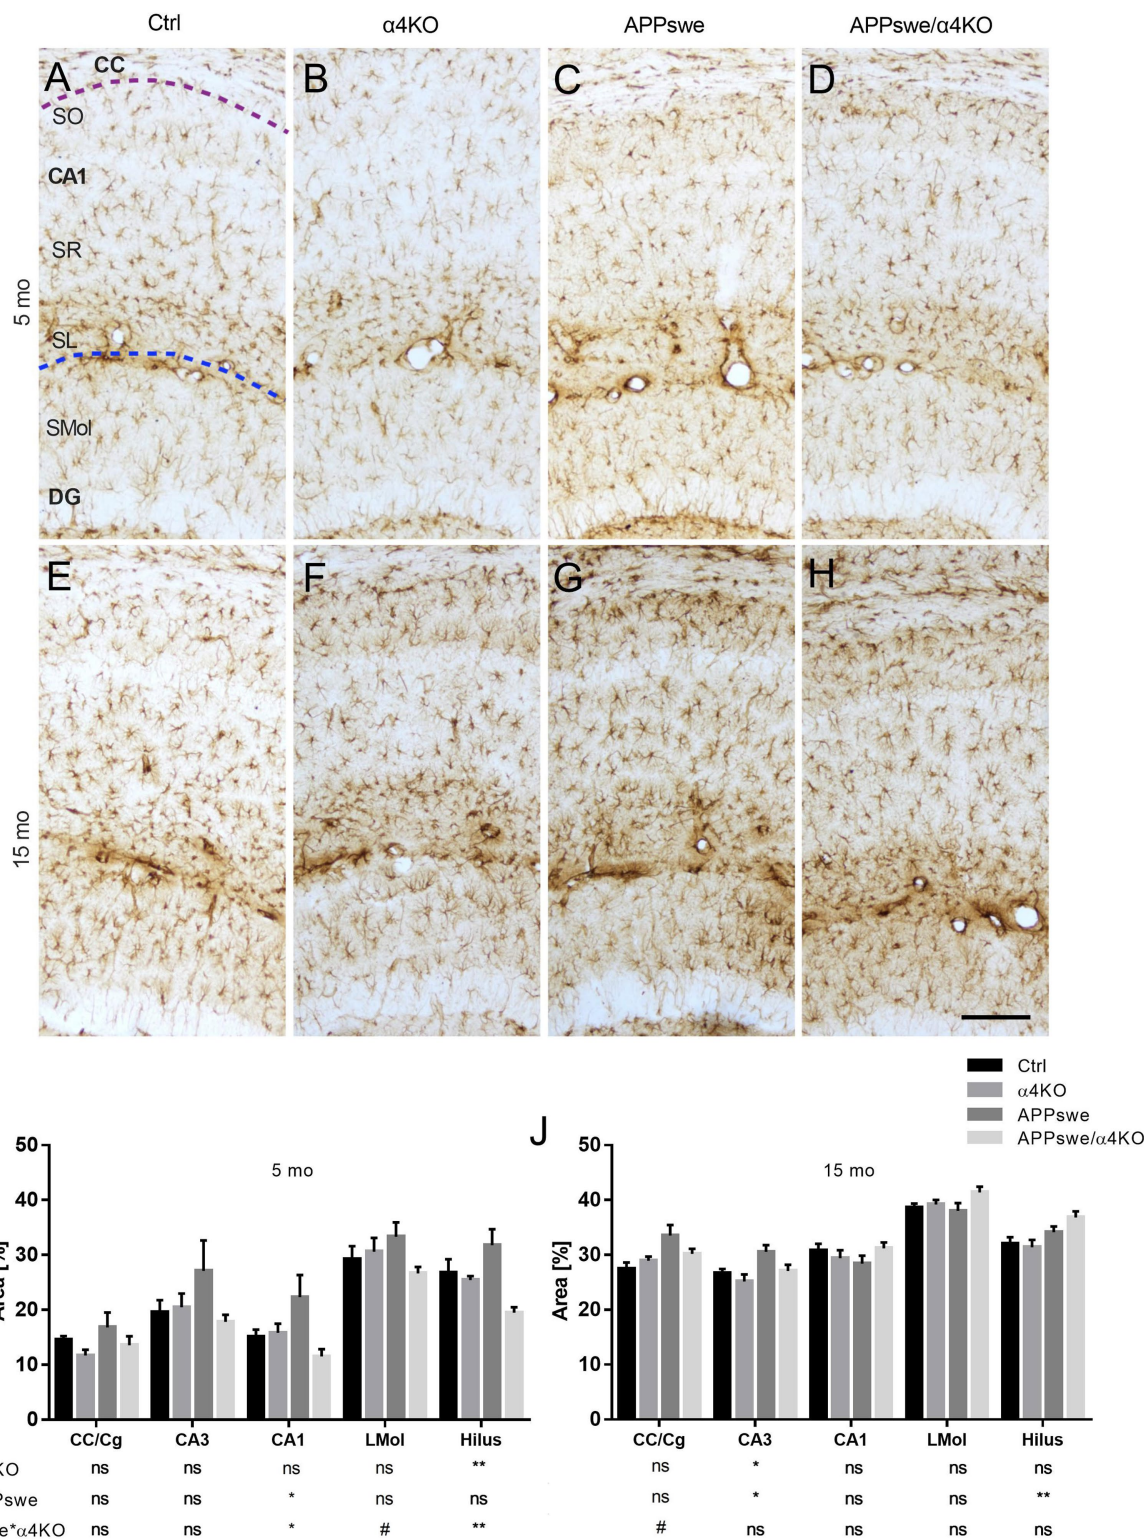 Ctrl α4KO APPswe APPswe/α4KO
A CC B C D
SO
CA1
SR
5 mo
SL
SMol
DG
E F G H
15 mo
Ctrl
α4KO
APPswe
APPswe/α4KO
J
50 50
5 mo 15 mo
40 40
30 30
[%] Area [%]
20 20
10 10
0 0
CC/Cg CA3 CA1 LMol Hilus CC/Cg CA3 CA1 LMol Hilus
KO ns ns ns ns ** ns * ns ns ns
swe ns ns * ns ns ns * ns ns **
e*α4KO ns ns * # ** # ns ns ns ns